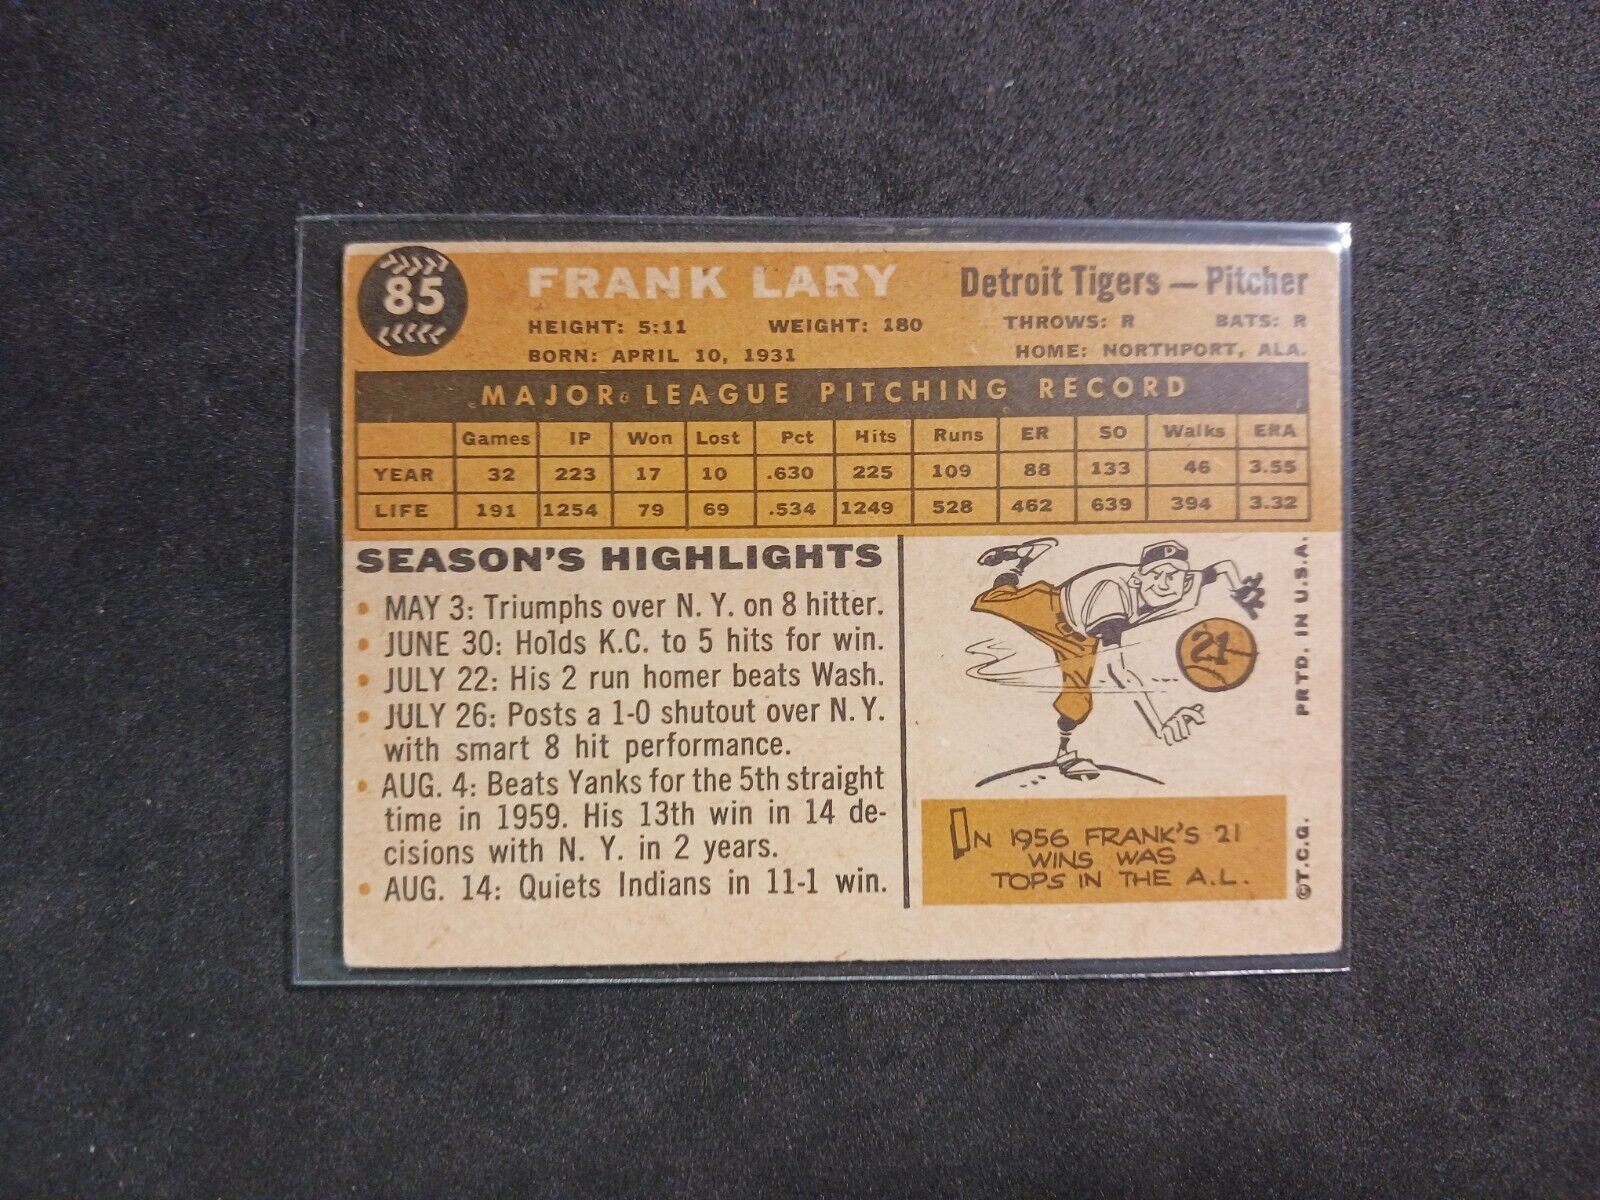 85
FRANK LARY
Detroit Tigers — Pitcher
HEIGHT: 5:11 WEIGHT: 180 THROWS: R BATS: R
BORN: APRIL 10, 1931 HOME: NORTHPORT, ALA.
MAJOR LEAGUE PITCHING RECORD
Games IP Won Lost Pct Hits Runs ER SO Walks ERA
YEAR 32 223 17 10 .630 225 109 88 133 46 3.55
LIFE 191 1254 79 69 .534 1249 528 462 639 394 3.32
SEASON'S HIGHLIGHTS
• MAY 3: Triumphs over N. Y. on 8 hitter.
• JUNE 30: Holds K.C. to 5 hits for win.
• JULY 22: His 2 run homer beats Wash.
• JULY 26: Posts a 1-0 shutout over N. Y.
with smart 8 hit performance.
• AUG. 4: Beats Yanks for the 5th straight
time in 1959. His 13th win in 14 de-
cisions with N. Y. in 2 years.
• AUG. 14: Quiets Indians in 11-1 win.
D
21
IN 1956 FRANK'S 21
WINS WAS
TOPS IN THE A.L.
©T.C.G. PRTD. IN U.S.A.